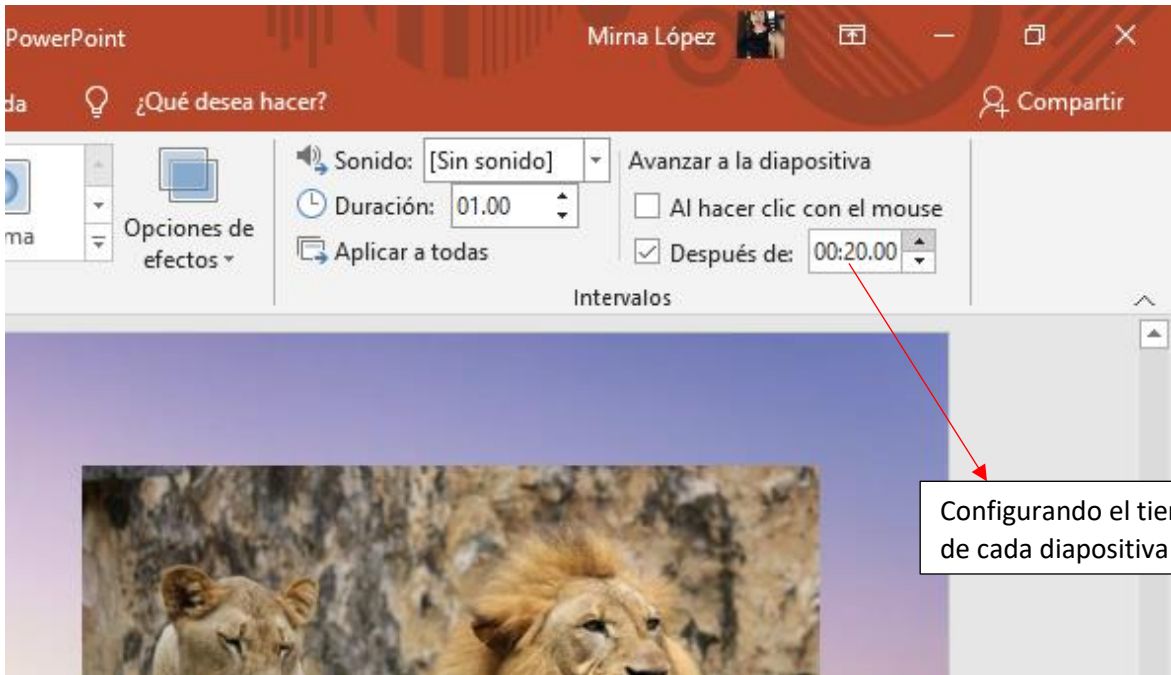 PowerPoint
Mirna López
da
¿Qué desea hacer?
Compartir
ma
Opciones de
efectos
Sonido: [Sin sonido]
Duración: 01.00
Aplicar a todas
Avanzar a la diapositiva
Al hacer clic con el mouse
Después de: 00:20.00
Intervalos
Configurando el tie
de cada diapositiva